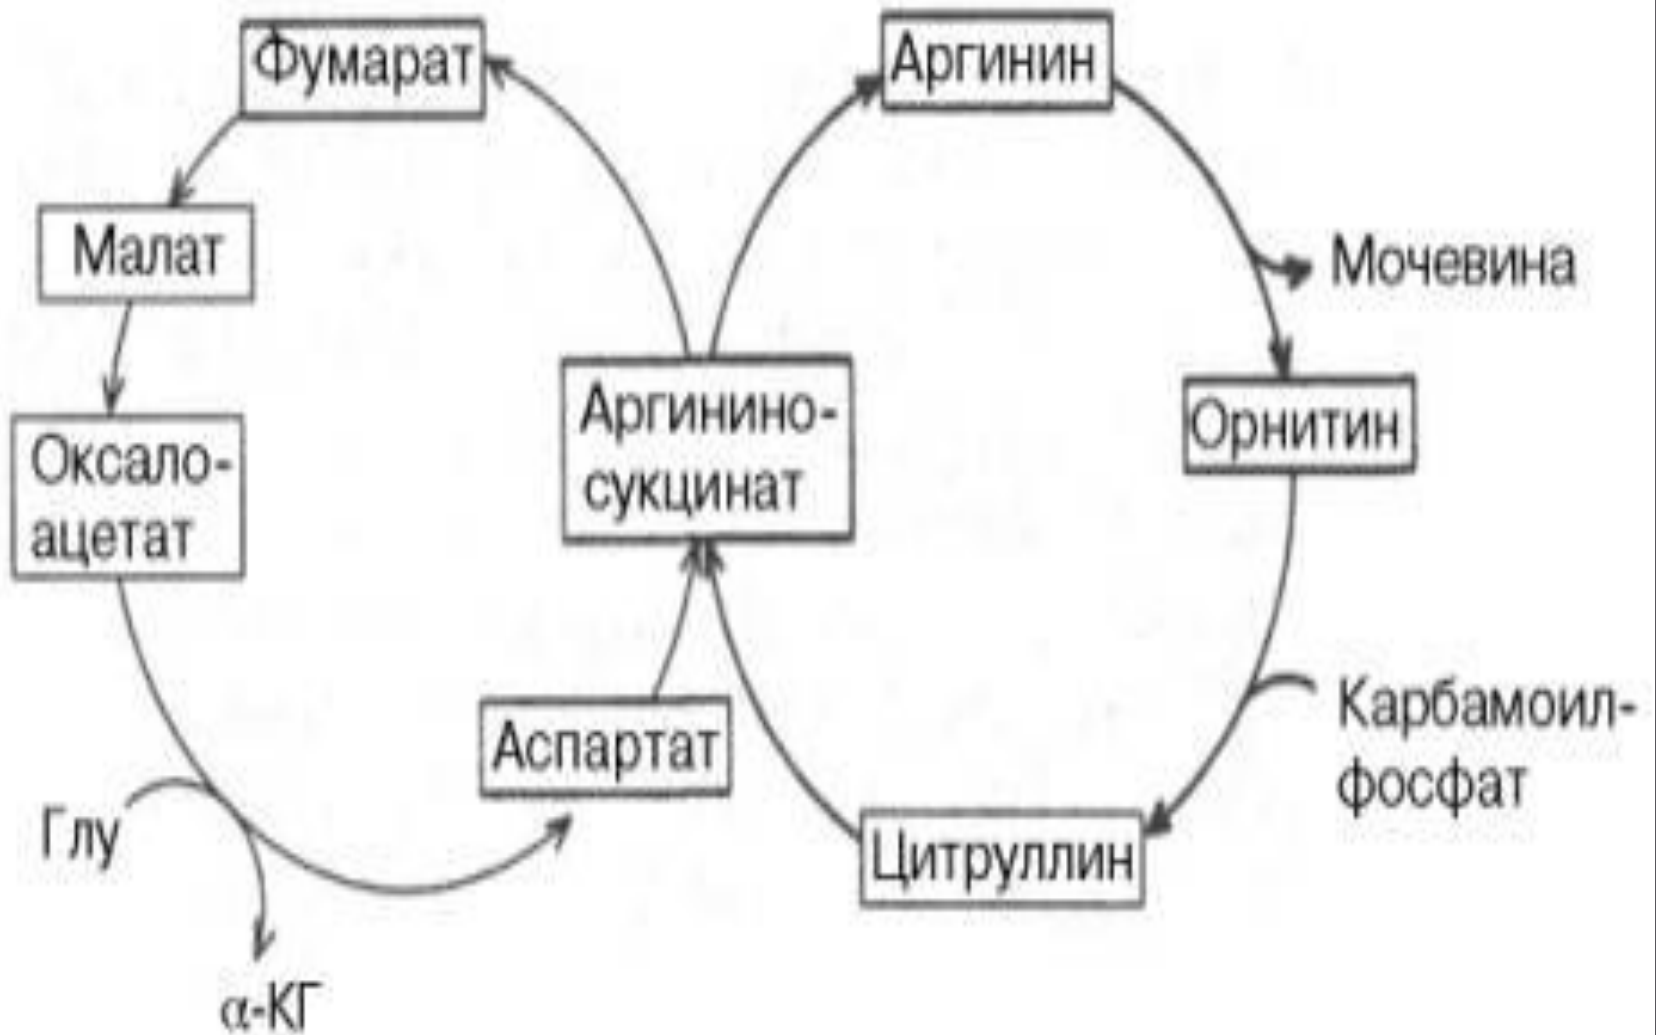 Фумарат
Аргинин
Малат
Мочевина
Аргинино-
сукцинат
Орнитин
Оксало-
ацетат
Аспартат
Карбамоил-
фосфат
Глу
Цитруллин
α-КГ